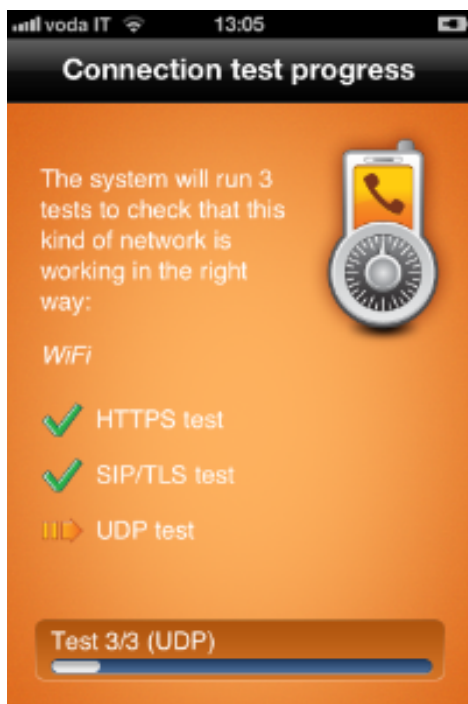 voda IT 13:05
Connection test progress
The system will run 3
tests to check that this
kind of network is
working in the right
way:
WiFi
HTTPS test
SIP/TLS test
UDP test
Test 3/3 (UDP)